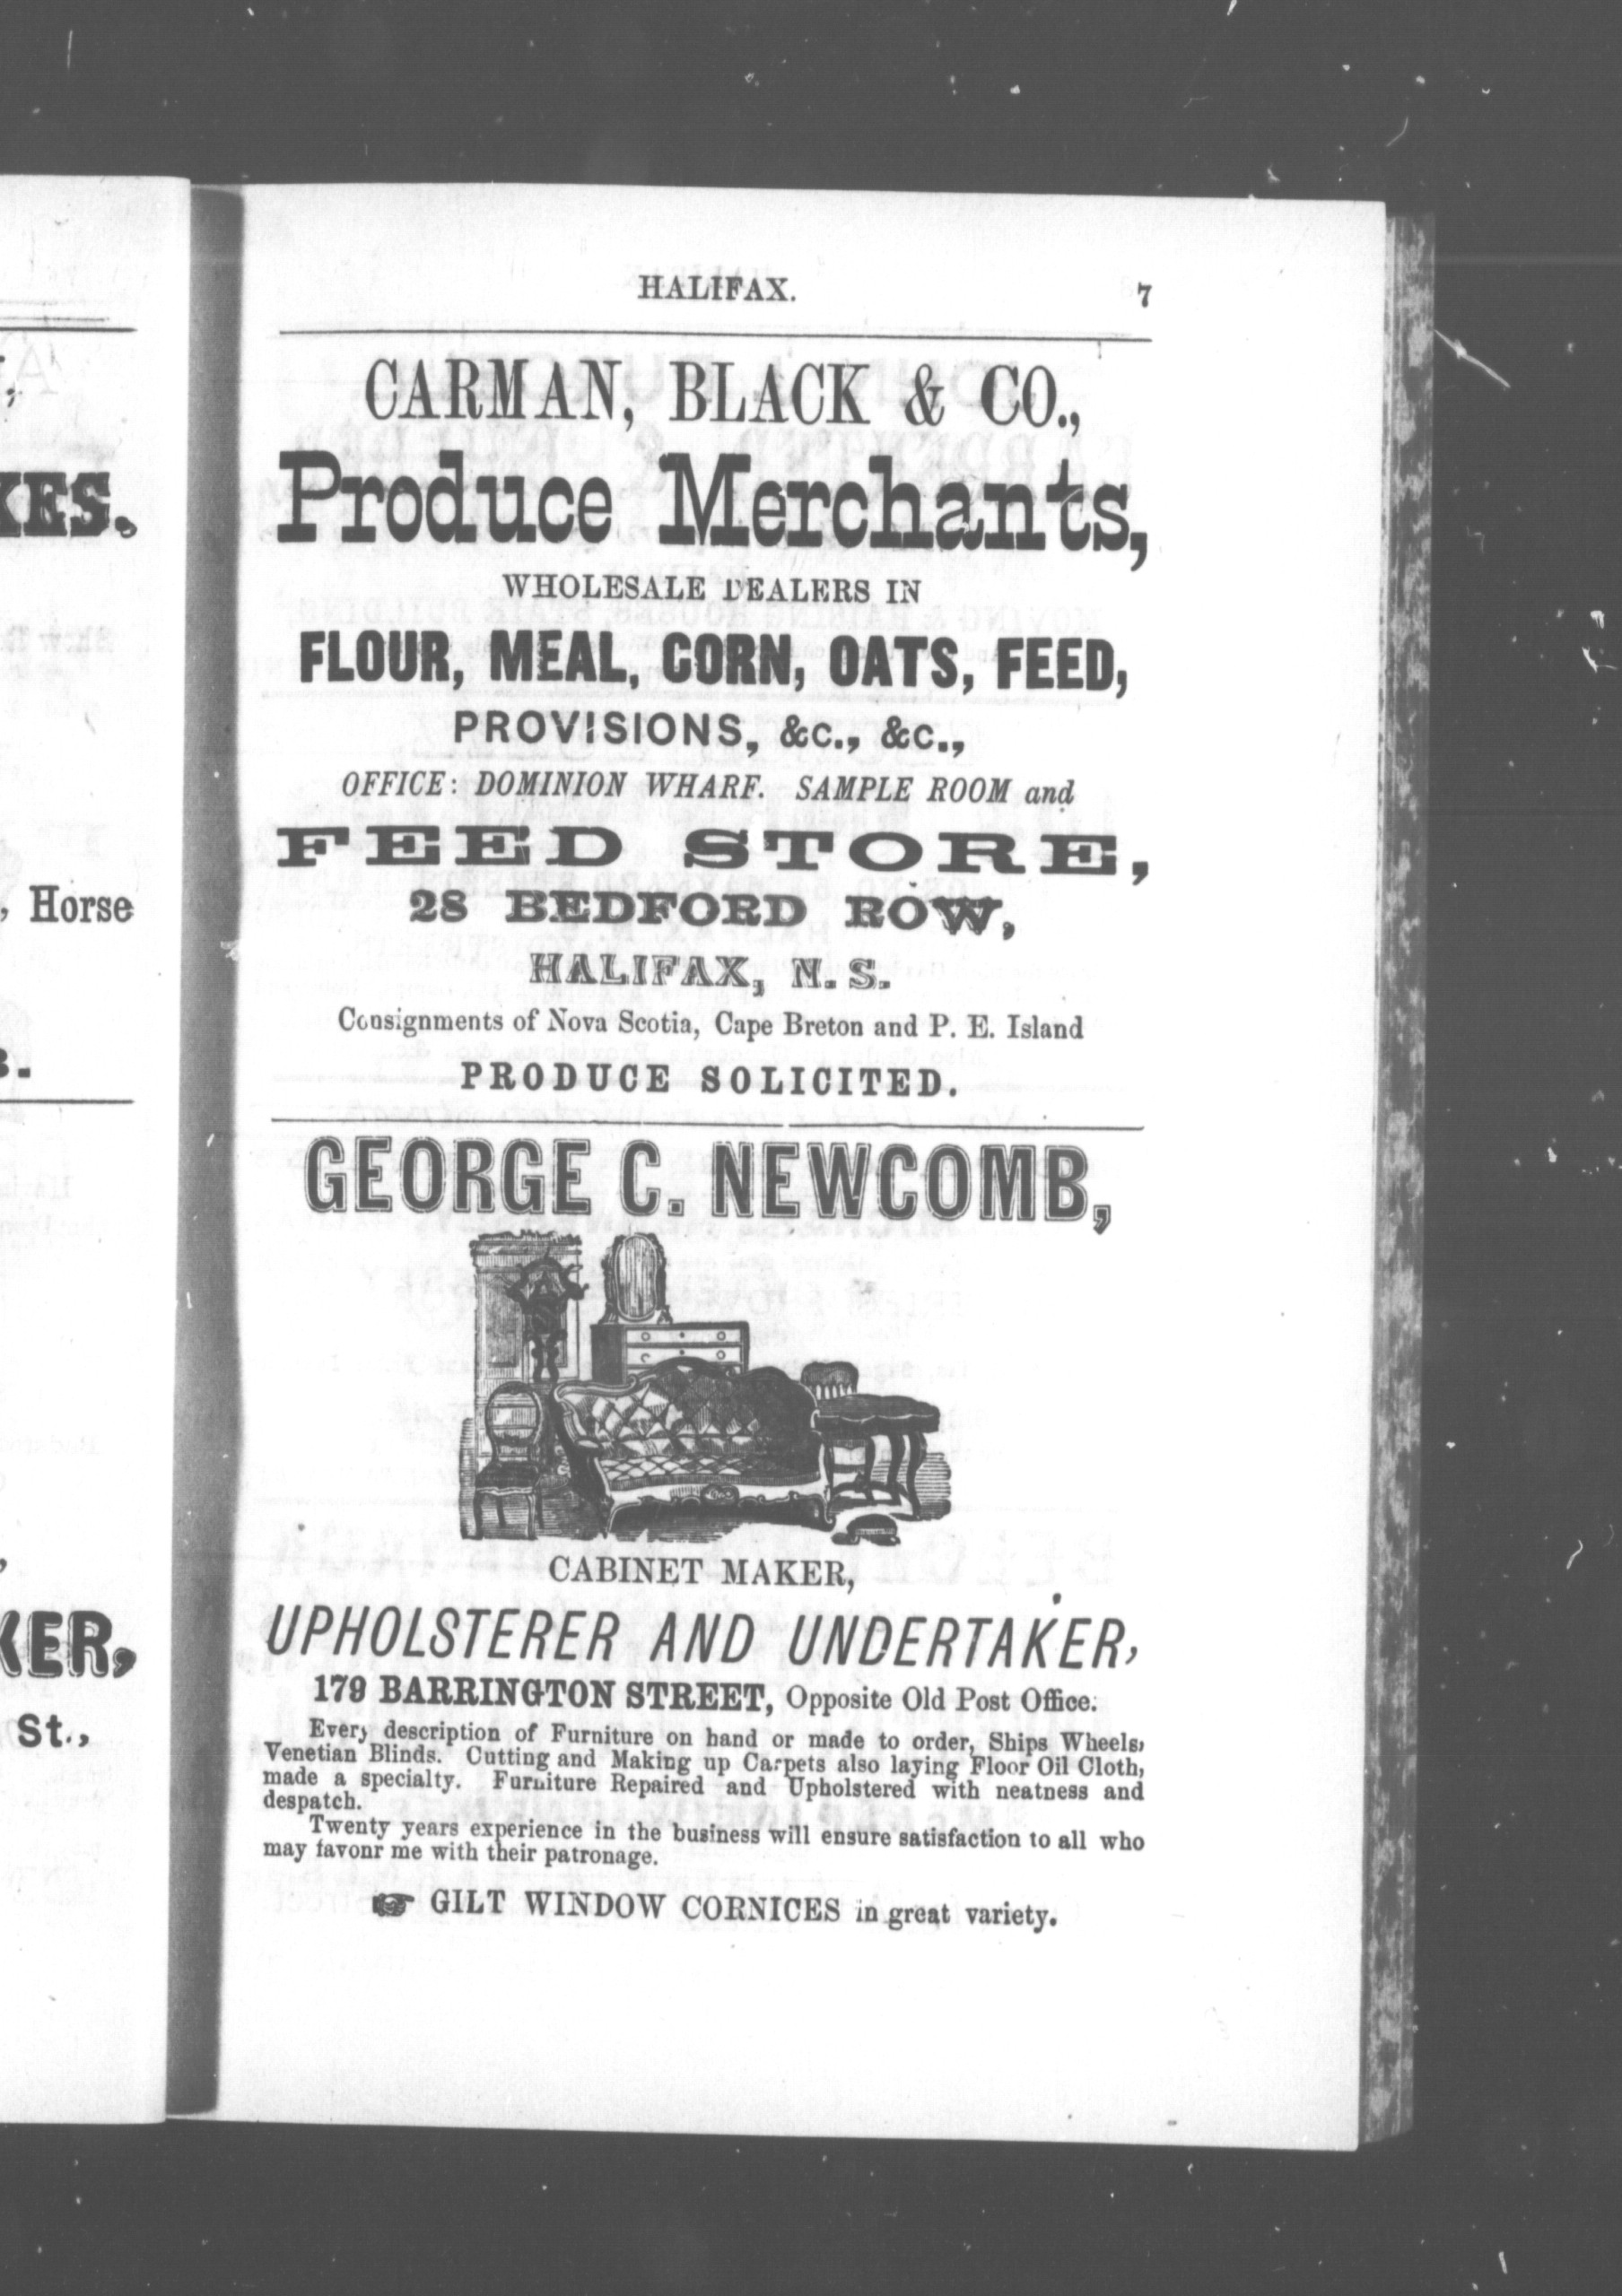 HALIFAX. 7
CARMAN, BLACK & CO.,
Produce Merchants,
WHOLESALE DEALERS IN
FLOUR, MEAL, CORN, OATS, FEED,
PROVISIONS, &c., &c.,
OFFICE: DOMINION WHARF. SAMPLE ROOM and
FEED STORE,
28 BEDFORD ROW,
HALIFAX, N. S.
Consignments of Nova Scotia, Cape Breton and P. E. Island
PRODUCE SOLICITED.
GEORGE C. NEWCOMB,
CABINET MAKER,
UPHOLSTERER AND UNDERTAKER,
179 BARRINGTON STREET, Opposite Old Post Office.
Every description of Furniture on hand or made to order, Ships Wheels,
Venetian Blinds. Cutting and Making up Carpets also laying Floor Oil Cloth,
made a specialty. Furniture Repaired and Upholstered with neatness and
despatch.
Twenty years experience in the business will ensure satisfaction to all who
may favonr me with their patronage.
☞ GILT WINDOW CORNICES in great variety.
, Horse
St.,